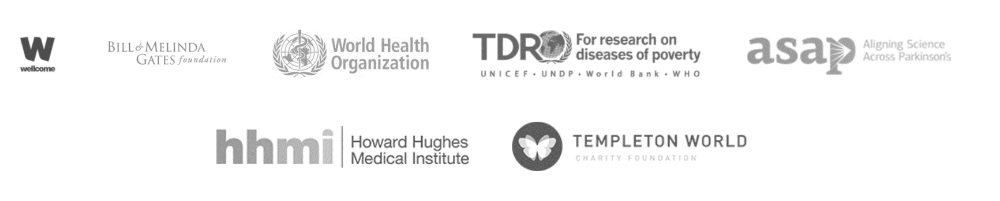 W
wellcome
BILL & MELINDA
GATES foundation
World Health
Organization
TDR For research on
diseases of poverty
UNICEF • UNDP • World Bank • WHO
asap Aligning Science
Across Parkinson's
hhmi Howard Hughes
Medical Institute
TEMPLETON WORLD
CHARITY FOUNDATION